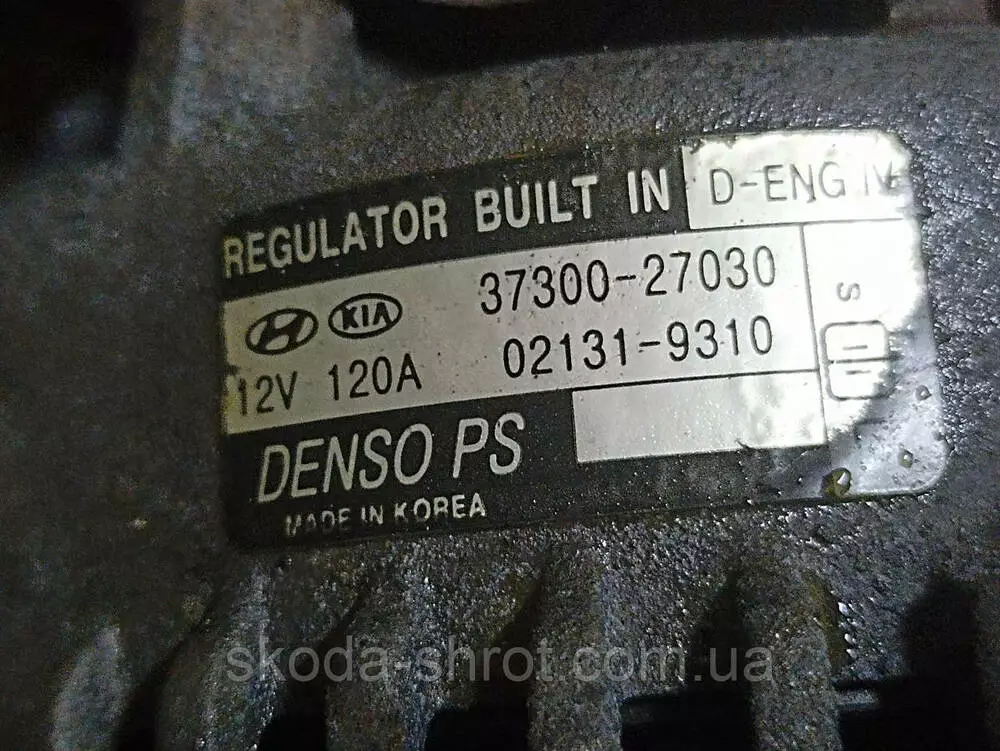 REGULATOR BUILT IN D-ENG
KIA 37300-27030
12V 120A 02131-9310
S
DENSO PS
MADE IN KOREA
skoda-shrot.com.ua